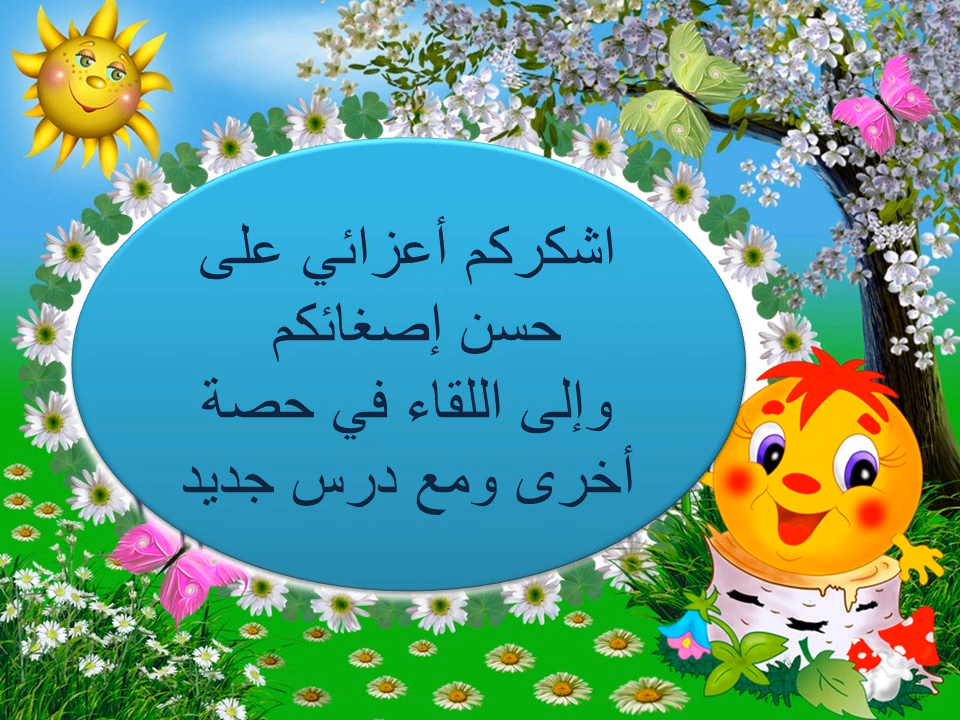 اشكركم أعزائي على
حسن إصغائكم
وإلى اللقاء في حصة
أخرى ومع درس جديد